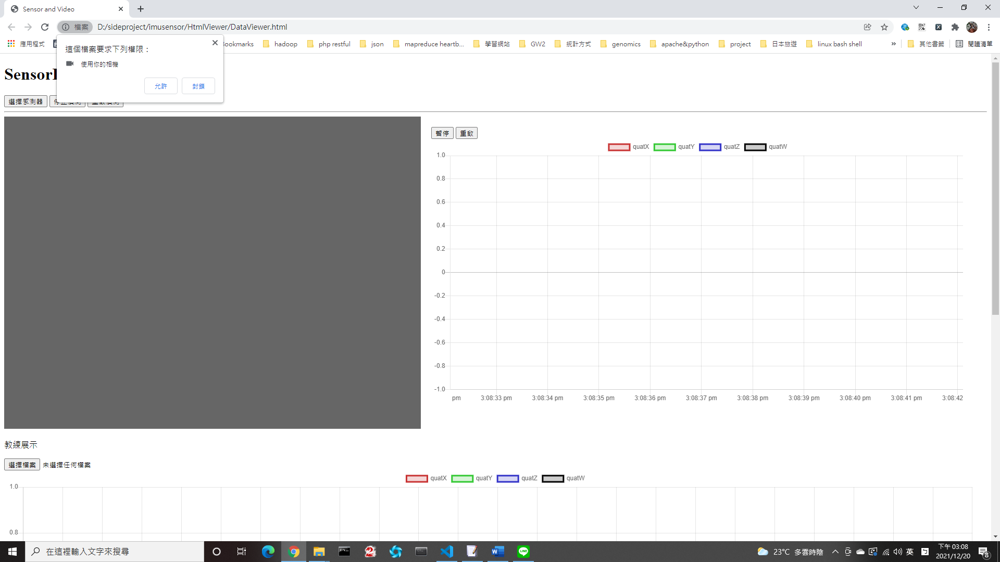 Sensor and Video
檔案 D:/sideproject/imusensor/HtmlViewer/DataViewer.html
應用程式 ookmarks hadoop php restful json mapreduce heartb... 學習網站 GW2 統計方式 genomics apache&python project 日本旅遊 linux bash shell » 其他書籤 閱讀清單
這個檔案要求下列權限：
使用你的相機
允許 封鎖
Sensor
選擇感測器 停止偵測 重啟偵測
暫停 重啟
quatX quatY quatZ quatW
1.0
0.8
0.6
0.4
0.2
0
-0.2
-0.4
-0.6
-0.8
-1.0
pm 3:08:33 pm 3:08:34 pm 3:08:35 pm 3:08:36 pm 3:08:37 pm 3:08:38 pm 3:08:39 pm 3:08:40 pm 3:08:41 pm 3:08:42
教練展示
選擇檔案 未選擇任何檔案
quatX quatY quatZ quatW
1.0
0.8
在這裡輸入文字來搜尋
23°C 多雲時陰 英 下午 03:08
2021/12/20 8